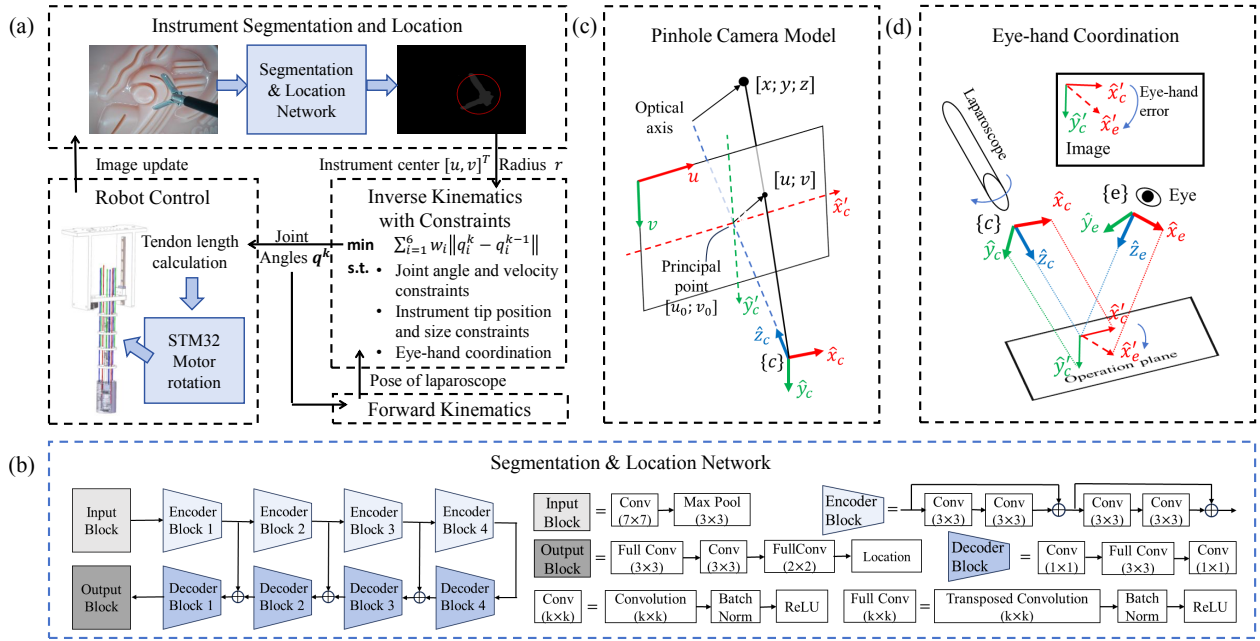 (a)
Instrument Segmentation and Location
Segmentation
& Location
Network
Image update
Instrument center [u, v]^T Radius r
Robot Control
Tendon length
calculation
STM32
Motor
rotation
Joint
Angles q^k
Inverse Kinematics
with Constraints
min ∑_{i=1}^{6} w_i‖q_i^k − q_i^{k−1}‖
s.t. • Joint angle and velocity
constraints
• Instrument tip position
and size constraints
• Eye-hand coordination
Pose of laparoscope
Forward Kinematics
(c)
Pinhole Camera Model
[x; y; z]
Optical
axis
u
v
[u; v]
x̂′_c
Principal
point
[u_0; v_0]
ŷ′_c
ẑ_c
{c}
x̂_c
ŷ_c
(d)
Eye-hand Coordination
x̂′_c
Eye-hand
error
ŷ′_c
x̂′_e
Image
Laparoscope
{c}
x̂_c
ŷ_c
ẑ_c
{e}
Eye
ŷ_e
x̂_e
ẑ_e
x̂′_c
ŷ′_c
x̂′_e
Operation plane
(b)
Segmentation & Location Network
Input
Block
Encoder
Block 1
Encoder
Block 2
Encoder
Block 3
Encoder
Block 4
Output
Block
Decoder
Block 1
Decoder
Block 2
Decoder
Block 3
Decoder
Block 4
Input
Block
=
Conv
(7×7)
Max Pool
(3×3)
Encoder
Block
=
Conv
(3×3)
Conv
(3×3)
Conv
(3×3)
Conv
(3×3)
Output
Block
=
Full Conv
(3×3)
Conv
(3×3)
FullConv
(2×2)
Location
Decoder
Block
=
Conv
(1×1)
Full Conv
(3×3)
Conv
(1×1)
Conv
(k×k)
=
Convolution
(k×k)
Batch
Norm
ReLU
Full Conv
(k×k)
=
Transposed Convolution
(k×k)
Batch
Norm
ReLU